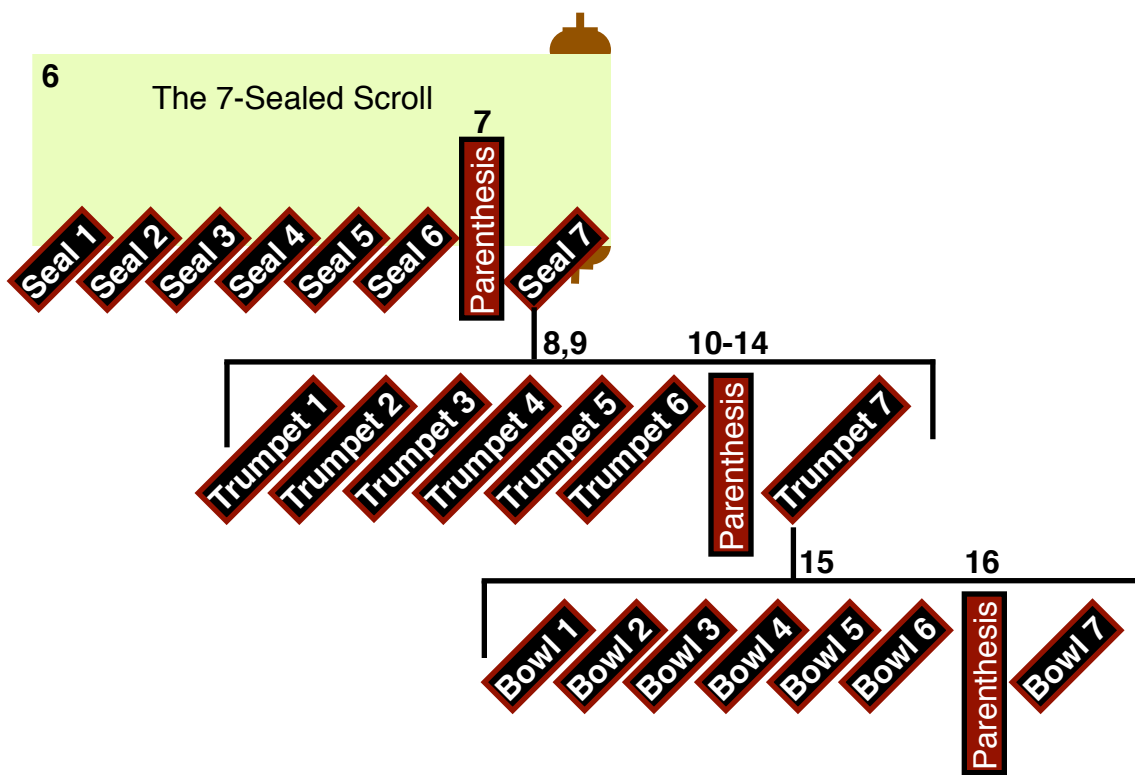 6
The 7-Sealed Scroll
7
Seal 1
Seal 2
Seal 3
Seal 4
Seal 5
Seal 6
Parenthesis
Seal 7
8,9
10-14
Trumpet 1
Trumpet 2
Trumpet 3
Trumpet 4
Trumpet 5
Trumpet 6
Parenthesis
Trumpet 7
15
16
Bowl 1
Bowl 2
Bowl 3
Bowl 4
Bowl 5
Bowl 6
Parenthesis
Bowl 7